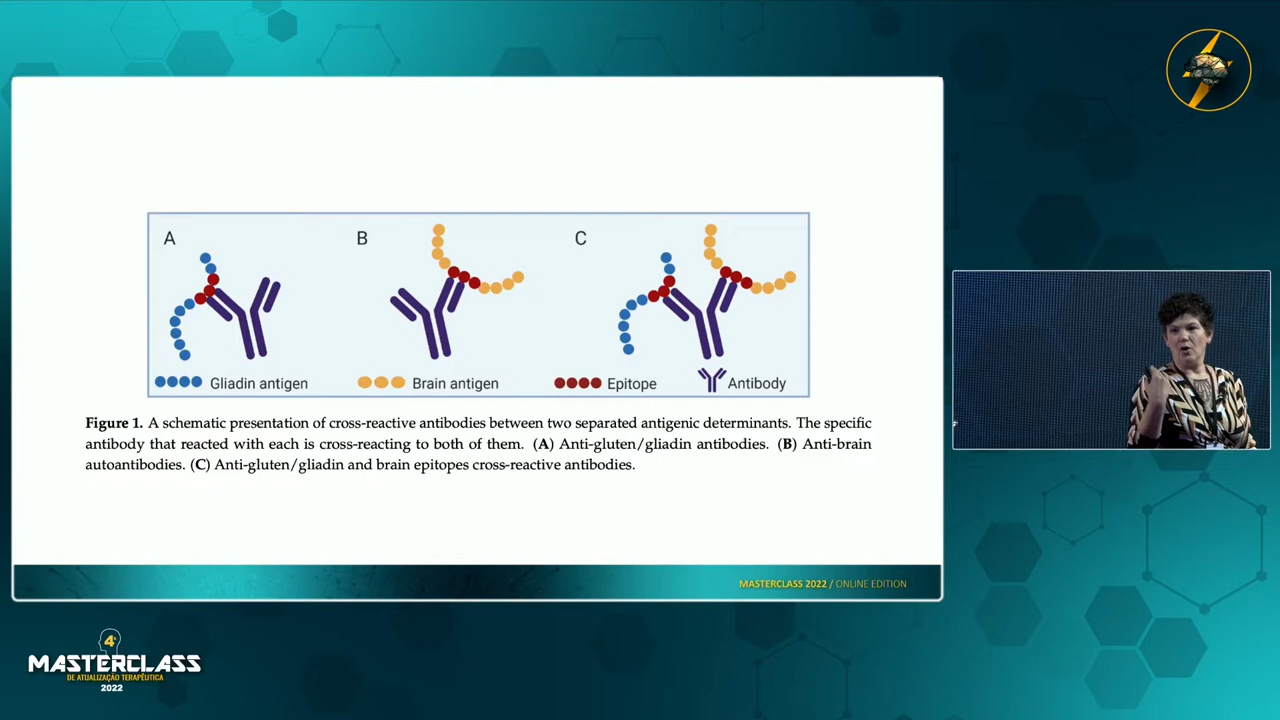 A
B
C
Gliadin antigen
Brain antigen
Epitope
Antibody
Figure 1. A schematic presentation of cross-reactive antibodies between two separated antigenic determinants. The specific
antibody that reacted with each is cross-reacting to both of them. (A) Anti-gluten/gliadin antibodies. (B) Anti-brain
autoantibodies. (C) Anti-gluten/gliadin and brain epitopes cross-reactive antibodies.
MASTERCLASS 2022 / ONLINE EDITION
4ª
MASTERCLASS
DE ATUALIZAÇÃO TERAPÊUTICA
2022